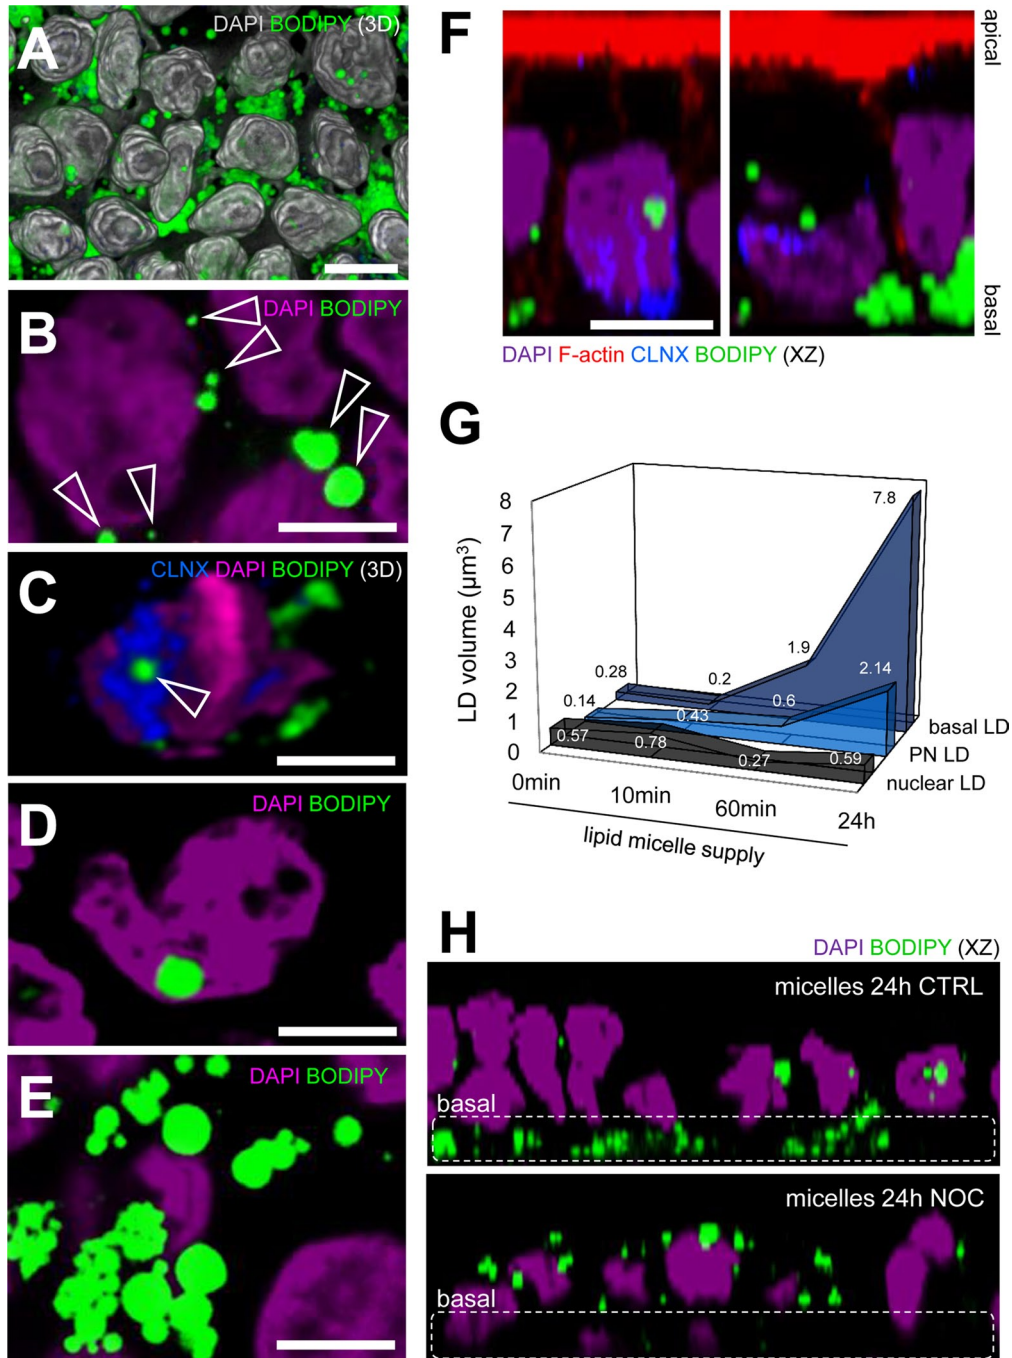 A
DAPI BODIPY (3D)
B
DAPI BODIPY
C
CLNX DAPI BODIPY (3D)
D
DAPI BODIPY
E
DAPI BODIPY
F
apical
basal
DAPI F-actin CLNX BODIPY (XZ)
G
LD volume (µm³)
8
7
6
5
4
3
2
1
0
7.8
1.9
0.2
0.28
2.14
0.6
0.14
0.43
0.57
0.78
0.27
0.59
basal LD
PN LD
nuclear LD
0min
10min
60min
24h
lipid micelle supply
H
DAPI BODIPY (XZ)
micelles 24h CTRL
basal
micelles 24h NOC
basal